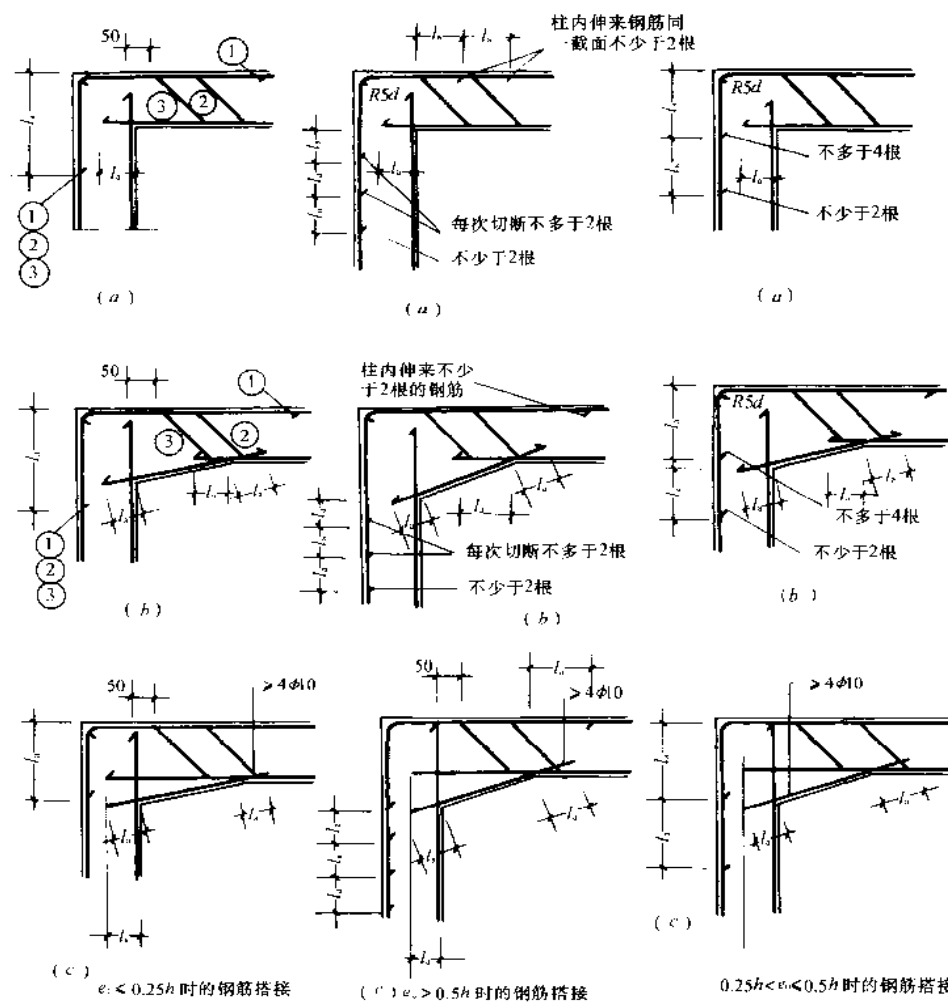 50
①
柱内伸来钢筋同
一截面不少于2根
③
②
R5d
R5d
不多于4根
①
②
③
每次切断不多于2根
不少于2根
不少于2根
(a)
(a)
(a)
50
①
柱内伸来不少
于2根的钢筋
R5d
③
②
不多于4根
①
②
③
每次切断不多于2根
不少于2根
不少于2根
(b)
(b)
(b)
50
≥4Φ10
50
≥4Φ10
≥4Φ10
(c)
(c)
(c)
e₀≤0.25h时的钢筋搭接
e₀>0.5h时的钢筋搭接
0.25h<e₀≤0.5h时的钢筋搭接